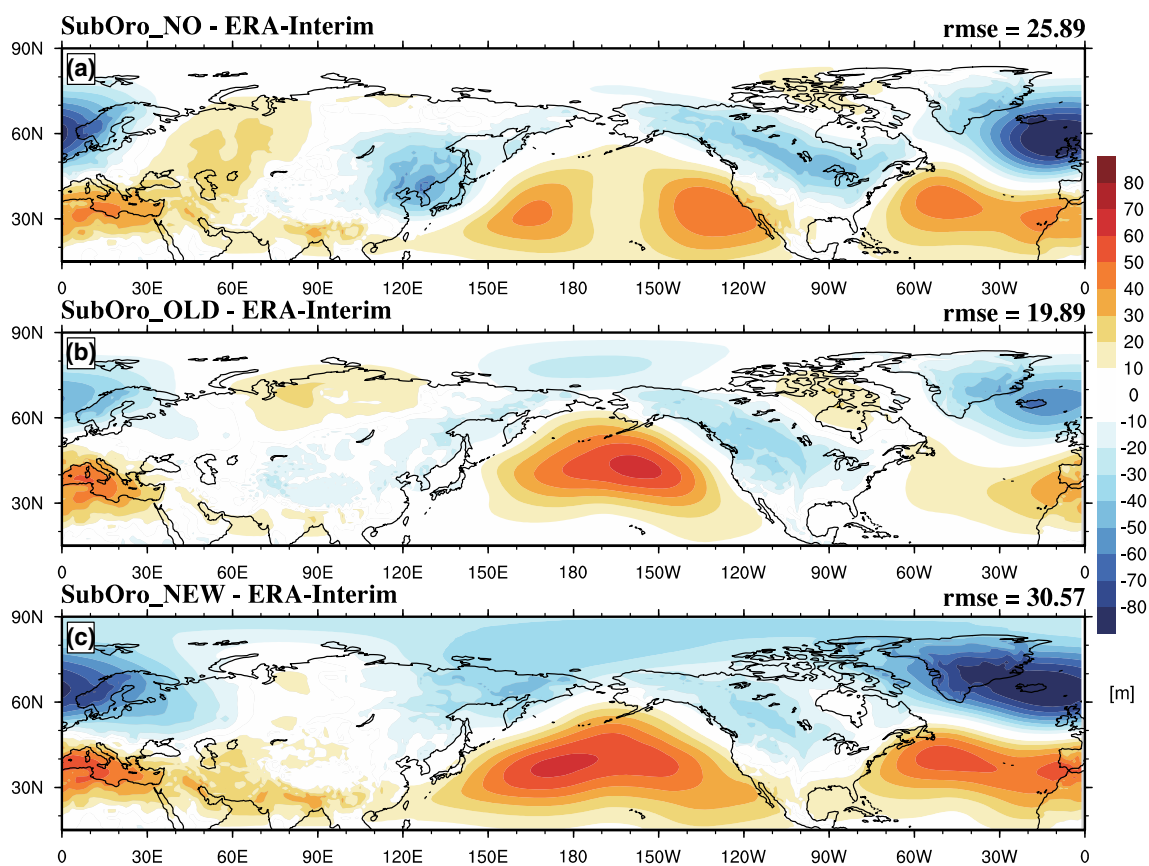 SubOro_NO - ERA-Interim rmse = 25.89
(a)
90N
60N
30N
0 30E 60E 90E 120E 150E 180 150W 120W 90W 60W 30W 0
SubOro_OLD - ERA-Interim rmse = 19.89
(b)
90N
60N
30N
0 30E 60E 90E 120E 150E 180 150W 120W 90W 60W 30W 0
SubOro_NEW - ERA-Interim rmse = 30.57
(c)
90N
60N
30N
0 30E 60E 90E 120E 150E 180 150W 120W 90W 60W 30W 0
80
70
60
50
40
30
20
10
0
-10
-20
-30
-40
-50
-60
-70
-80
[m]